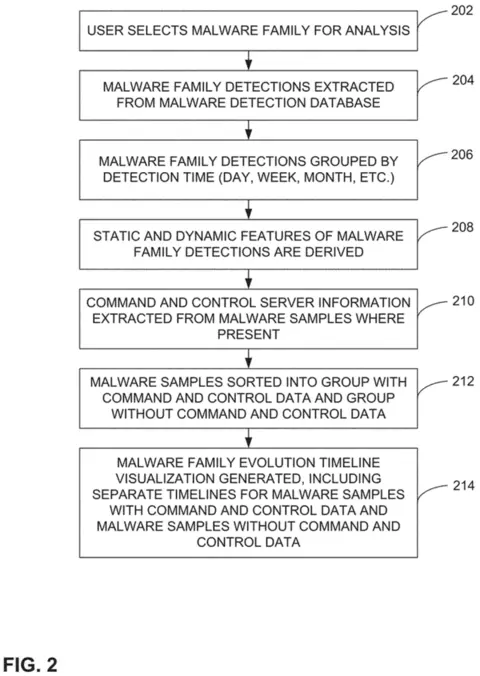 USER SELECTS MALWARE FAMILY FOR ANALYSIS
202
MALWARE FAMILY DETECTIONS EXTRACTED
FROM MALWARE DETECTION DATABASE
204
MALWARE FAMILY DETECTIONS GROUPED BY
DETECTION TIME (DAY, WEEK, MONTH, ETC.)
206
STATIC AND DYNAMIC FEATURES OF MALWARE
FAMILY DETECTIONS ARE DERIVED
208
COMMAND AND CONTROL SERVER INFORMATION
EXTRACTED FROM MALWARE SAMPLES WHERE
PRESENT
210
MALWARE SAMPLES SORTED INTO GROUP WITH
COMMAND AND CONTROL DATA AND GROUP
WITHOUT COMMAND AND CONTROL DATA
212
MALWARE FAMILY EVOLUTION TIMELINE
VISUALIZATION GENERATED, INCLUDING
SEPARATE TIMELINES FOR MALWARE SAMPLES
WITH COMMAND AND CONTROL DATA AND
MALWARE SAMPLES WITHOUT COMMAND AND
CONTROL DATA
214
FIG. 2